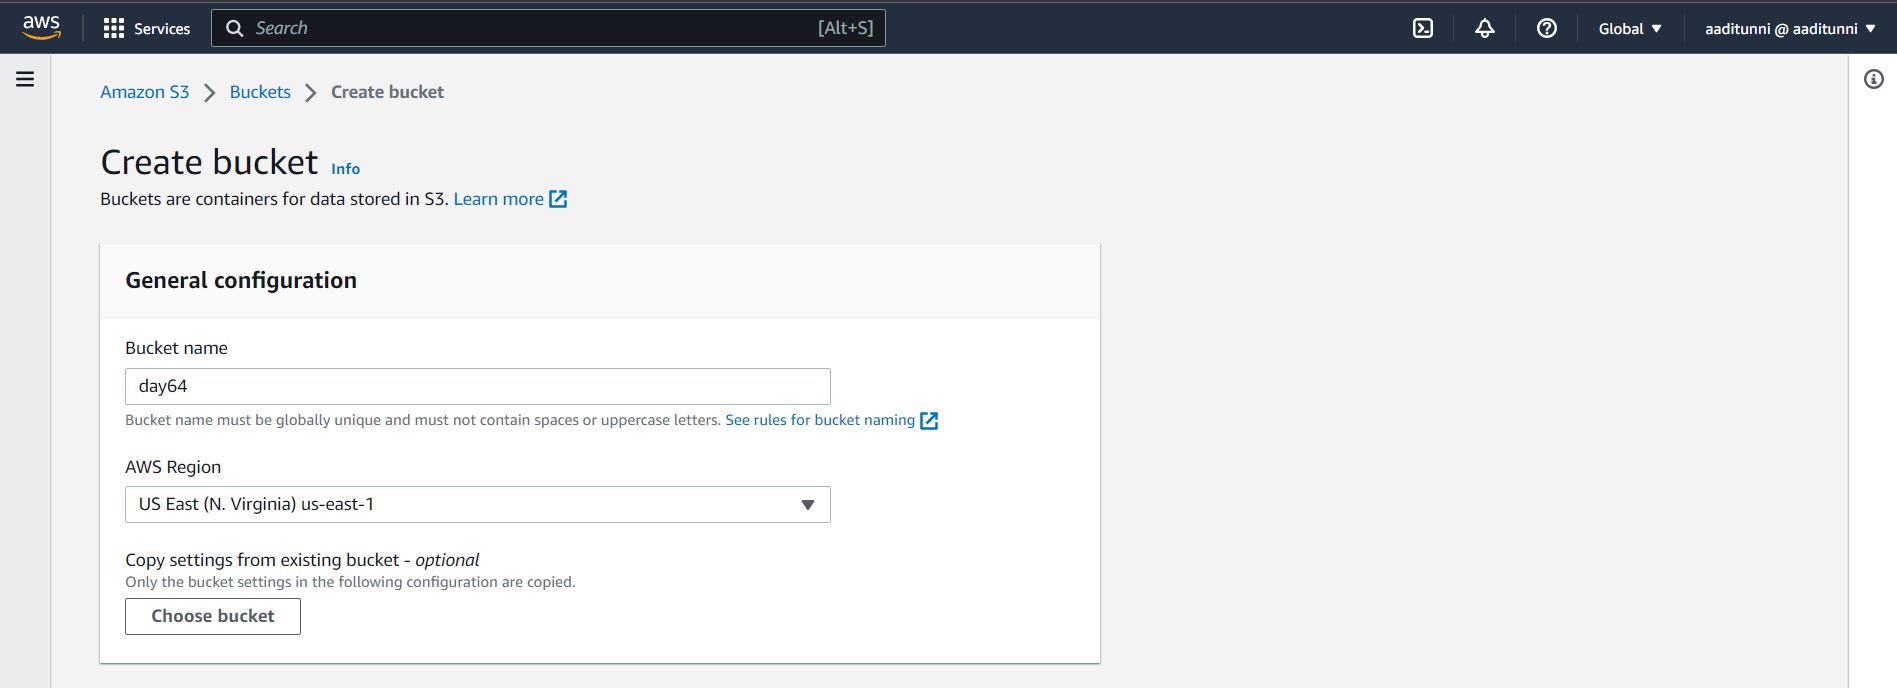 aws Services Search [Alt+S] Global ▼ aaditunni @ aaditunni ▼
Amazon S3 > Buckets > Create bucket
Create bucket Info
Buckets are containers for data stored in S3. Learn more
General configuration
Bucket name
day64
Bucket name must be globally unique and must not contain spaces or uppercase letters. See rules for bucket naming
AWS Region
US East (N. Virginia) us-east-1
Copy settings from existing bucket - optional
Only the bucket settings in the following configuration are copied.
Choose bucket